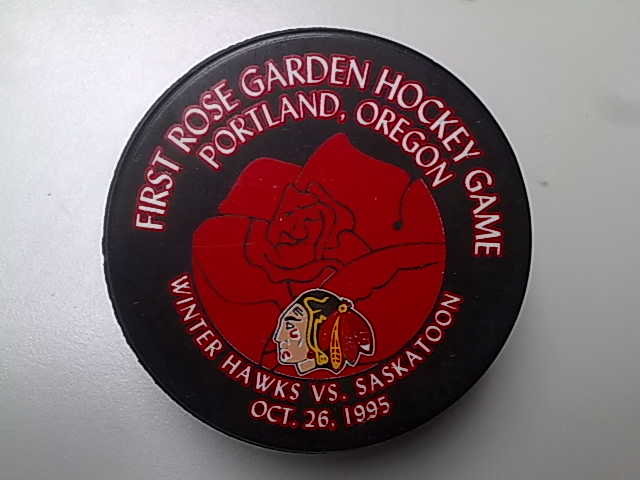 FIRST ROSE GARDEN HOCKEY GAME
PORTLAND, OREGON
WINTER HAWKS VS. SASKATOON
OCT. 26, 1995